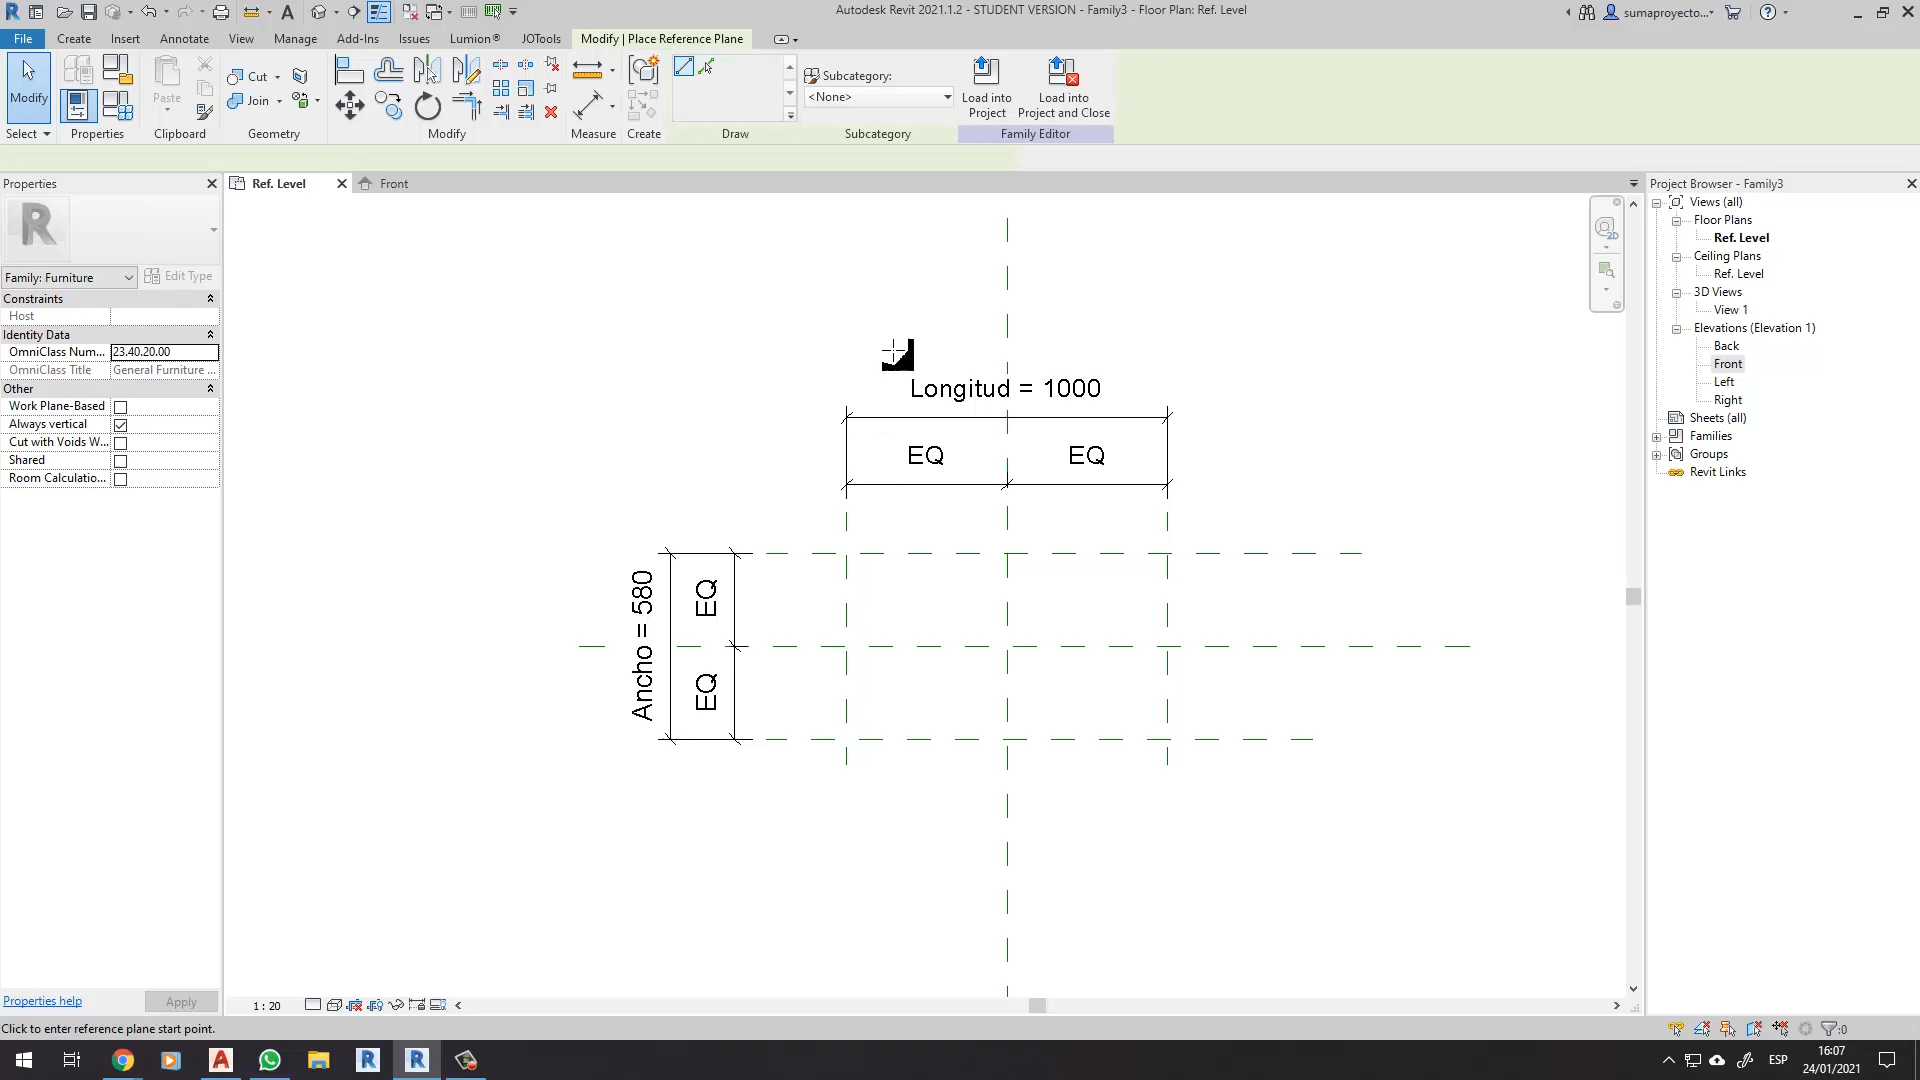 Autodesk Revit 2021.1.2 - STUDENT VERSION - Family3 - Floor Plan: Ref. Level
sumaproyecto...
File Create Insert Annotate View Manage Add-Ins Issues Lumion® JOTools Modify | Place Reference Plane
Modify
Paste
Cut
Join
Subcategory:
<None>
Load into Project
Load into Project and Close
Select Properties Clipboard Geometry Modify Measure Create Draw Subcategory Family Editor
Properties
Ref. Level
Front
Project Browser - Family3
Family: Furniture
Edit Type
Constraints
Host
Identity Data
OmniClass Num... 23.40.20.00
OmniClass Title General Furniture ...
Other
Work Plane-Based
Always vertical
Cut with Voids W...
Shared
Room Calculatio...
Properties help
Apply
Longitud = 1000
EQ EQ
Ancho = 580
EQ
EQ
2D
Views (all)
Floor Plans
Ref. Level
Ceiling Plans
Ref. Level
3D Views
View 1
Elevations (Elevation 1)
Back
Front
Left
Right
Sheets (all)
Families
Groups
Revit Links
1 : 20
Click to enter reference plane start point.
:0
ESP
16:07
24/01/2021